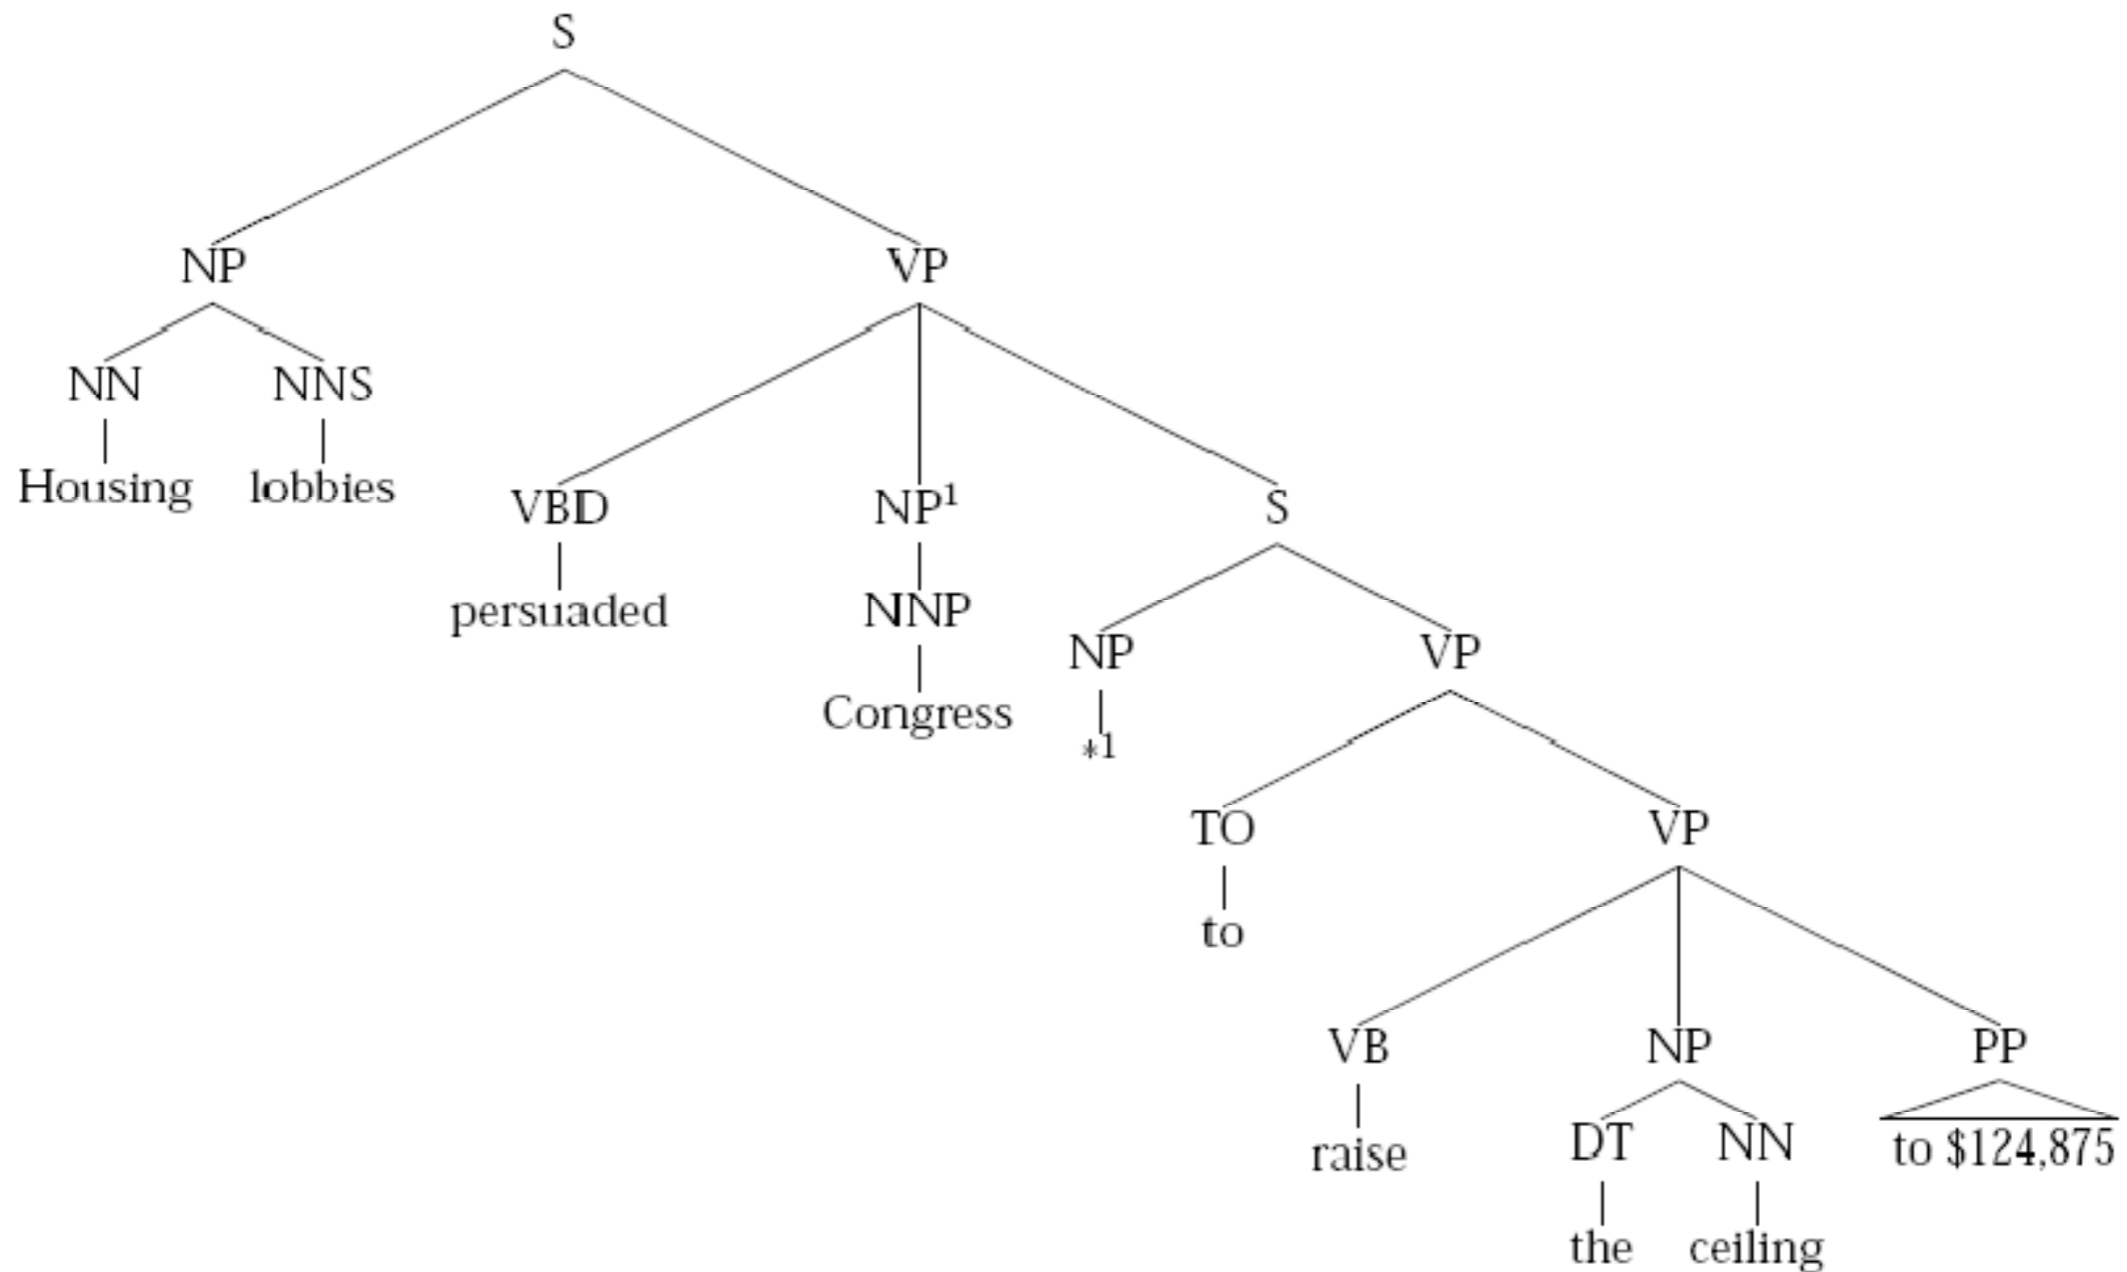 S
NP VP
NN NNS
Housing lobbies
VBD NP¹ S
persuaded NNP
Congress
NP VP
*¹
TO VP
to
VB NP PP
raise DT NN to $124,875
the ceiling